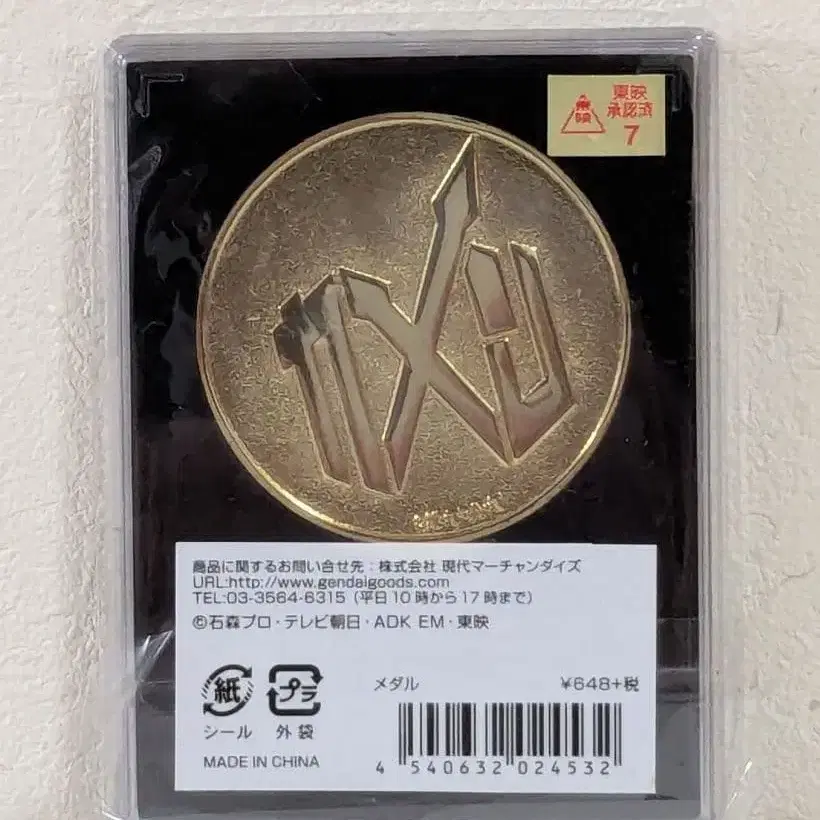 東映
承認済
東映
7
商品に関するお問い合せ先：株式会社 現代マーチャンダイズ
URL:http://www.gendaigoods.com
TEL:03-3564-6315（平日10時から17時まで）
©石森プロ・テレビ朝日・ADK EM・東映
紙
プラ
メダル
¥648+税
シール
外袋
MADE IN CHINA
4 540632 024532